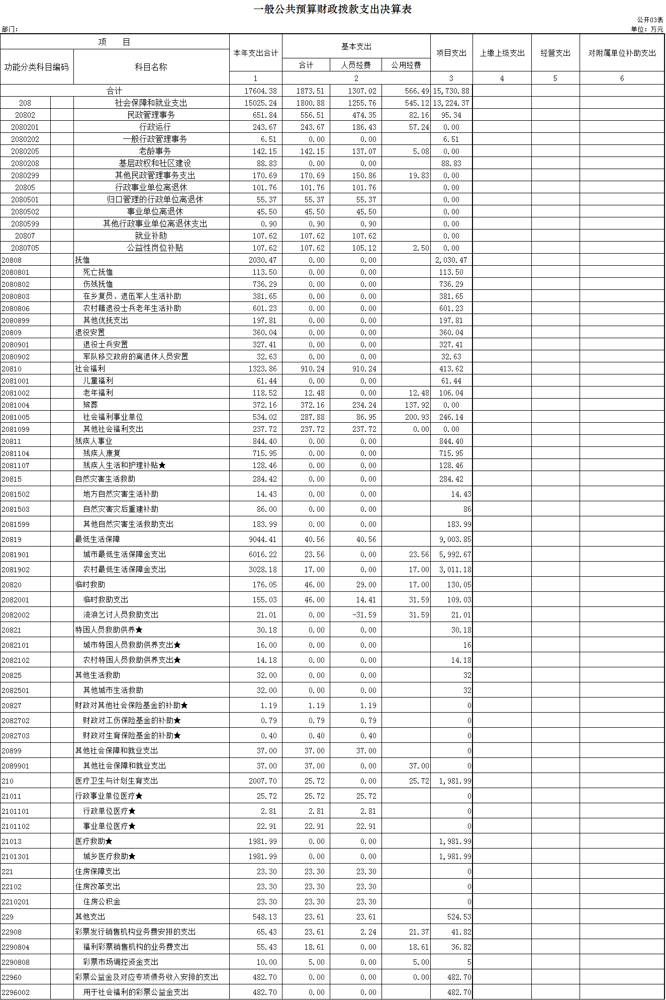 一般公共预算财政拨款支出决算表
公开03表
部门: 单位: 万元
项 目 本年支出合计 基本支出 项目支出 上缴上级支出 经营支出 对附属单位补助支出
功能分类科目编码 科目名称 合计 人员经费 公用经费
1 2 3 4 5 6
合计 17604.38 1873.51 1307.02 566.49 15,730.88
208 社会保障和就业支出 15025.24 1800.88 1255.76 545.12 13,224.37
20802 民政管理事务 651.84 556.51 474.35 82.16 95.34
2080201 行政运行 243.67 243.67 186.43 57.24 0.00
2080202 一般行政管理事务 6.51 0.00 0.00 6.51
2080205 老龄事务 142.15 142.15 137.07 5.08 0.00
2080208 基层政权和社区建设 88.83 0.00 0.00 88.83
2080299 其他民政管理事务支出 170.69 170.69 150.86 19.83 0.00
20805 行政事业单位离退休 101.76 101.76 101.76 0.00
2080501 归口管理的行政单位离退休 55.37 55.37 55.37 0.00
2080502 事业单位离退休 45.50 45.50 45.50 0.00
2080599 其他行政事业单位离退休支出 0.90 0.90 0.90 0.00
20807 就业补助 107.62 107.62 107.62 0.00
2080705 公益性岗位补贴 107.62 107.62 105.12 2.50 0.00
20808 抚恤 2030.47 0.00 0.00 2,030.47
2080801 死亡抚恤 113.50 0.00 0.00 113.50
2080802 伤残抚恤 736.29 0.00 0.00 736.29
2080803 在乡复员、退伍军人生活补助 381.65 0.00 0.00 381.65
2080806 农村籍退役士兵老年生活补助 601.23 0.00 0.00 601.23
2080899 其他优抚支出 197.81 0.00 0.00 197.81
20809 退役安置 360.04 0.00 0.00 360.04
2080901 退役士兵安置 327.41 0.00 0.00 327.41
2080902 军队移交政府的离退休人员安置 32.63 0.00 0.00 32.63
20810 社会福利 1323.86 910.24 910.24 413.62
2081001 儿童福利 61.44 0.00 0.00 61.44
2081002 老年福利 118.52 12.48 0.00 12.48 106.04
2081004 殡葬 372.16 372.16 234.24 137.92 0.00
2081005 社会福利事业单位 534.02 287.88 86.95 200.93 246.14
2081099 其他社会福利支出 237.72 237.72 237.72 0.00 0.00
20811 残疾人事业 844.40 0.00 0.00 844.40
2081104 残疾人康复 715.95 0.00 0.00 715.95
2081107 残疾人生活和护理补贴★ 128.46 0.00 0.00 128.46
20815 自然灾害生活救助 284.42 0.00 0.00 284.42
2081502 地方自然灾害生活补助 14.43 0.00 0.00 14.43
2081503 自然灾害灾后重建补助 86.00 0.00 0.00 86
2081599 其他自然灾害生活救助支出 183.99 0.00 0.00 183.99
20819 最低生活保障 9044.41 40.56 40.56 9,003.85
2081901 城市最低生活保障金支出 6016.22 23.56 0.00 23.56 5,992.67
2081902 农村最低生活保障金支出 3028.18 17.00 0.00 17.00 3,011.18
20820 临时救助 176.05 46.00 29.00 17.00 130.05
2082001 临时救助支出 155.03 46.00 14.41 31.59 109.03
2082002 流浪乞讨人员救助支出 21.01 0.00 -31.59 31.59 21.01
20821 特困人员救助供养★ 30.18 0.00 0.00 30.18
2082101 城市特困人员救助供养支出★ 16.00 0.00 0.00 16
2082102 农村特困人员救助供养支出★ 14.18 0.00 0.00 14.18
20825 其他生活救助 32.00 0.00 0.00 32
2082501 其他城市生活救助 32.00 0.00 0.00 32
20827 财政对其他社会保险基金的补助★ 1.19 1.19 1.19 0
2082702 财政对工伤保险基金的补助★ 0.79 0.79 0.79 0
2082703 财政对生育保险基金的补助★ 0.40 0.40 0.40 0
20899 其他社会保障和就业支出 37.00 37.00 37.00 0
2089901 其他社会保障和就业支出 37.00 37.00 0.00 37.00 0
210 医疗卫生与计划生育支出 2007.70 25.72 0.00 25.72 1,981.99
21011 行政事业单位医疗★ 25.72 25.72 25.72 0
2101101 行政单位医疗★ 2.81 2.81 2.81 0
2101102 事业单位医疗★ 22.91 22.91 22.91 0
21013 医疗救助★ 1981.99 0.00 0.00 1,981.99
2101301 城乡医疗救助★ 1981.99 0.00 0.00 1,981.99
221 住房保障支出 23.30 23.30 23.30 0
22102 住房改革支出 23.30 23.30 23.30 0
2210201 住房公积金 23.30 23.30 23.30 0
229 其他支出 548.13 23.61 23.61 524.53
22908 彩票发行销售机构业务费安排的支出 65.43 23.61 2.24 21.37 41.82
2290804 福利彩票销售机构的业务费支出 55.43 18.61 0.00 18.61 36.82
2290808 彩票市场调控资金支出 10.00 5.00 0.00 5.00 5
22960 彩票公益金及对应专项债务收入安排的支出 482.70 0.00 0.00 0.00 482.70
2296002 用于社会福利的彩票公益金支出 482.70 0.00 0.00 482.70